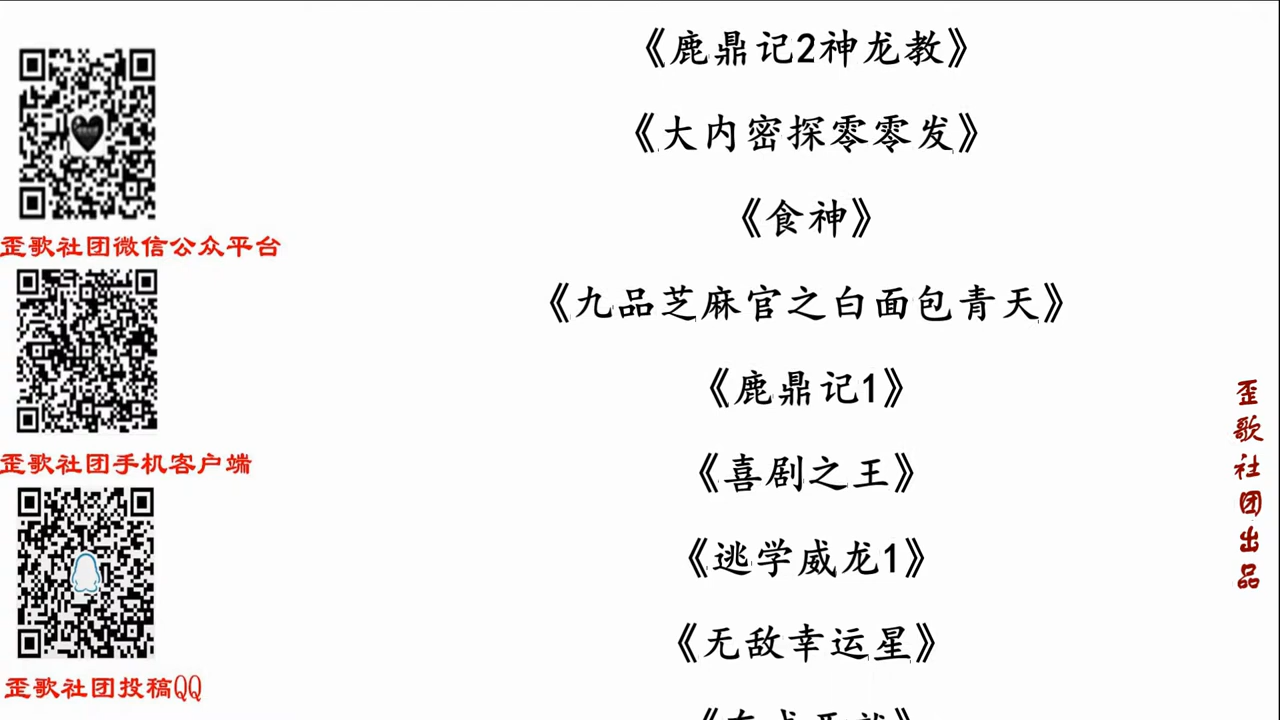 《鹿鼎记2神龙教》
《大内密探零零发》
《食神》
《九品芝麻官之白面包青天》
《鹿鼎记1》
《喜剧之王》
《逃学威龙1》
《无敌幸运星》
歪歌社团微信公众平台
歪歌社团手机客户端
歪歌社团投稿QQ
歪歌社团出品